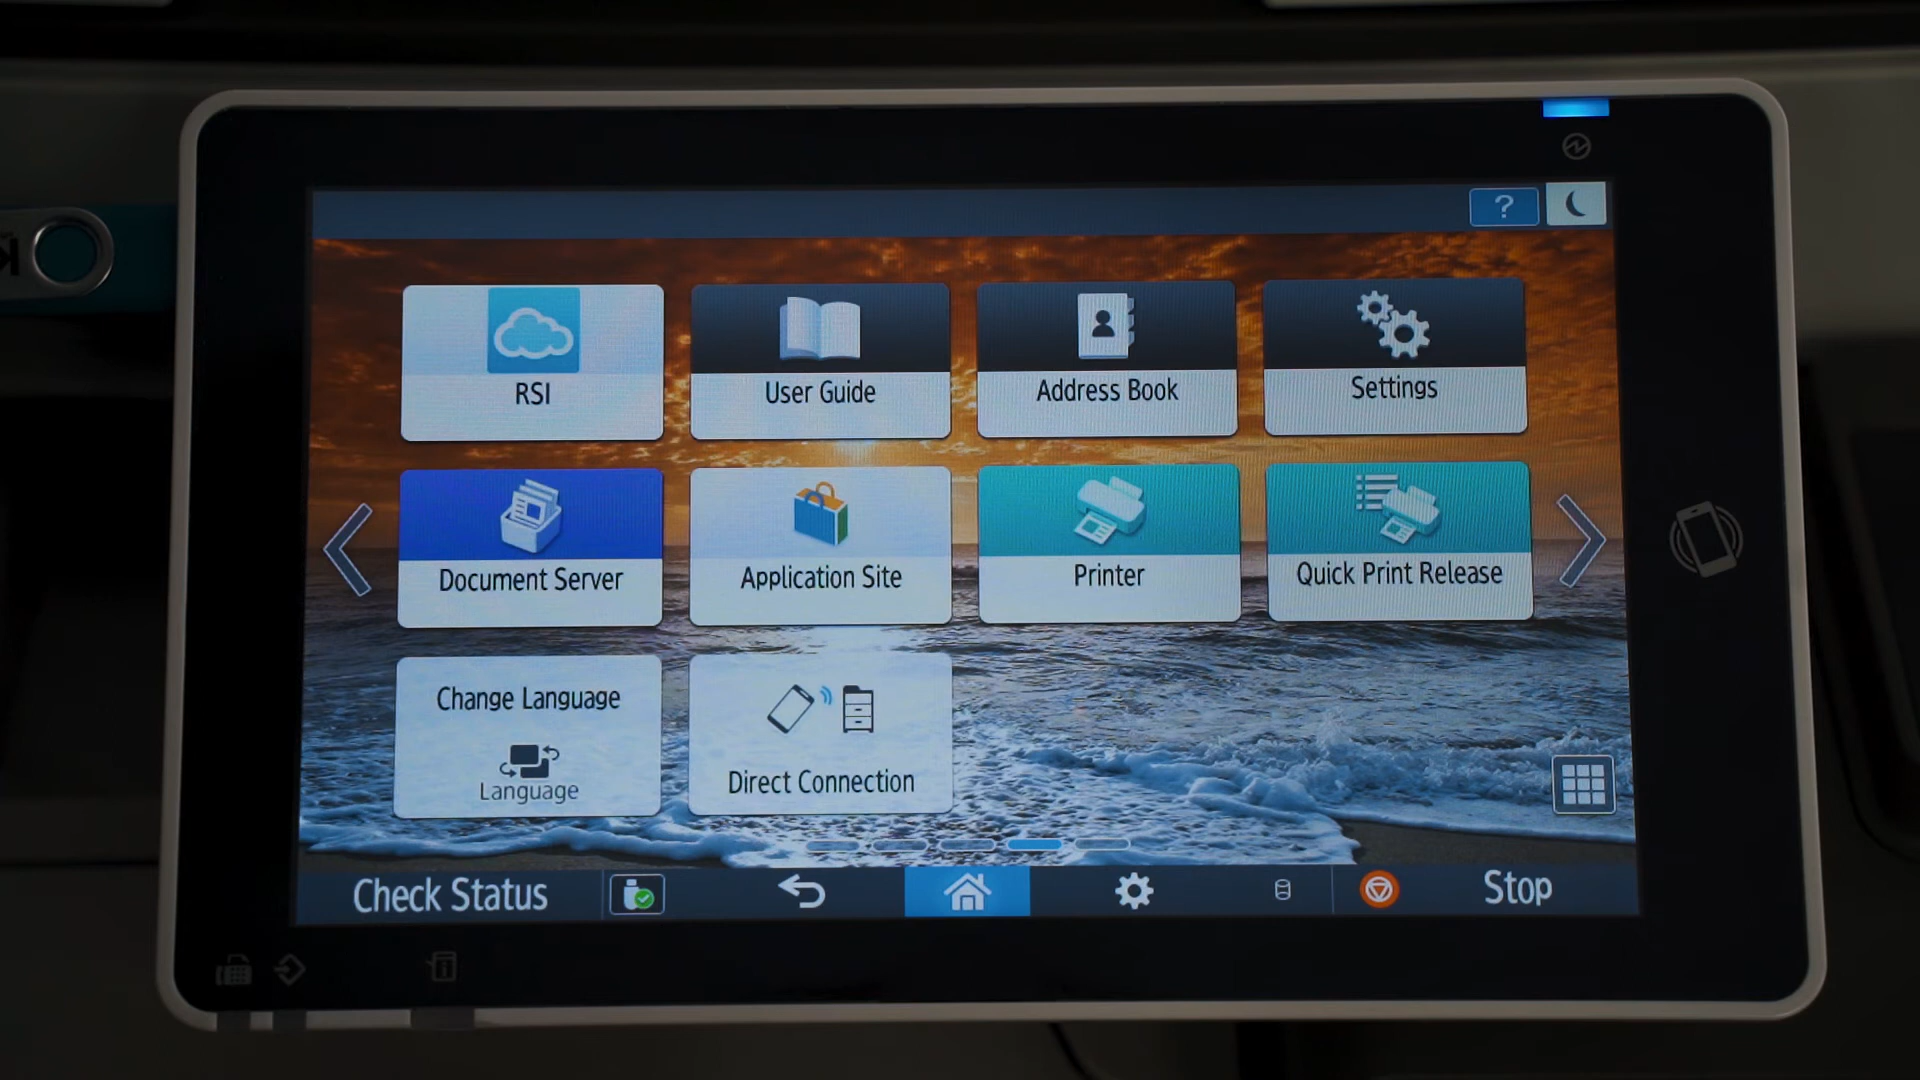 ?
RSI
User Guide
Address Book
Settings
Document Server
Application Site
Printer
Quick Print Release
Change Language
Language
Direct Connection
Check Status
Stop